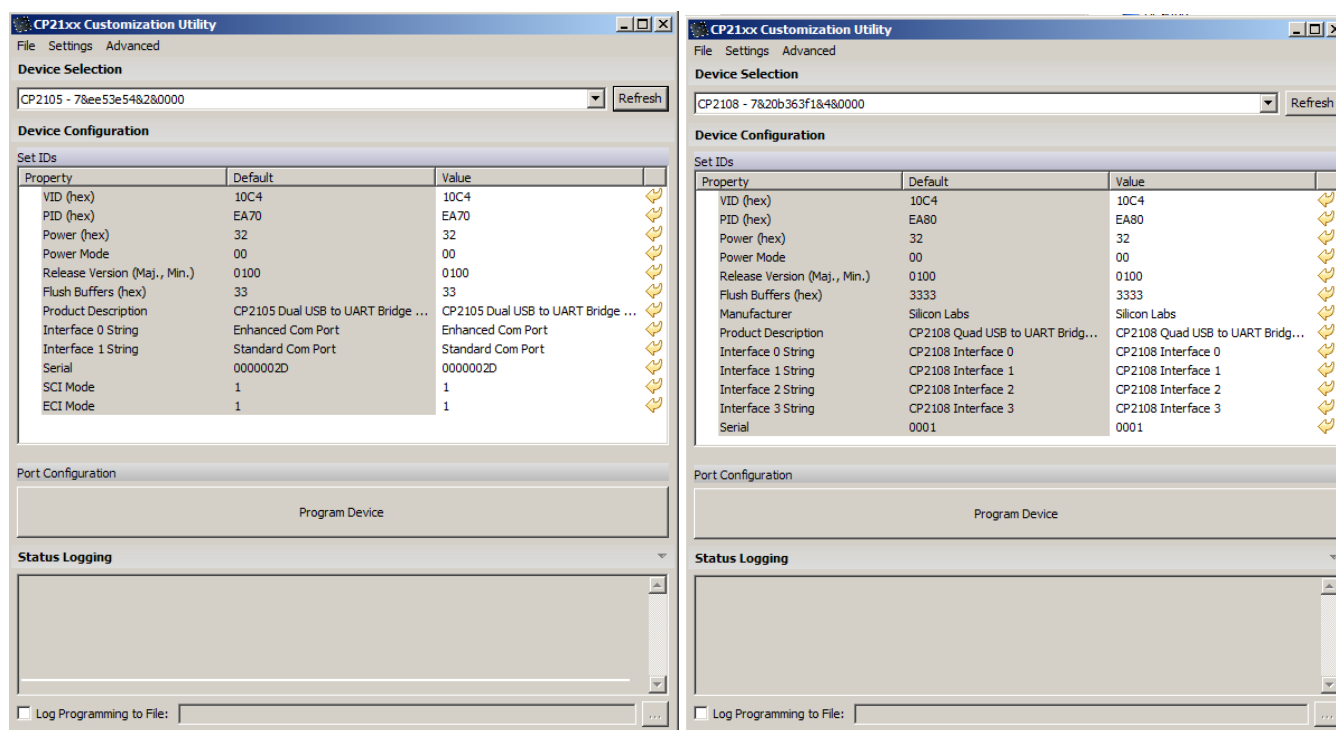 CP21xx Customization Utility
File Settings Advanced
Device Selection
CP2105 - 7&ee53e54&2&0000 Refresh
Device Configuration
Set IDs
Property Default Value
VID (hex) 10C4 10C4
PID (hex) EA70 EA70
Power (hex) 32 32
Power Mode 00 00
Release Version (Maj., Min.) 0100 0100
Flush Buffers (hex) 33 33
Product Description CP2105 Dual USB to UART Bridge ... CP2105 Dual USB to UART Bridge ...
Interface 0 String Enhanced Com Port Enhanced Com Port
Interface 1 String Standard Com Port Standard Com Port
Serial 0000002D 0000002D
SCI Mode 1 1
ECI Mode 1 1
Port Configuration
Program Device
Status Logging
Log Programming to File: ...
CP21xx Customization Utility
File Settings Advanced
Device Selection
CP2108 - 7&20b363f1&4&0000 Refresh
Device Configuration
Set IDs
Property Default Value
VID (hex) 10C4 10C4
PID (hex) EA80 EA80
Power (hex) 32 32
Power Mode 00 00
Release Version (Maj., Min.) 0100 0100
Flush Buffers (hex) 3333 3333
Manufacturer Silicon Labs Silicon Labs
Product Description CP2108 Quad USB to UART Bridg... CP2108 Quad USB to UART Bridg...
Interface 0 String CP2108 Interface 0 CP2108 Interface 0
Interface 1 String CP2108 Interface 1 CP2108 Interface 1
Interface 2 String CP2108 Interface 2 CP2108 Interface 2
Interface 3 String CP2108 Interface 3 CP2108 Interface 3
Serial 0001 0001
Port Configuration
Program Device
Status Logging
Log Programming to File: ...